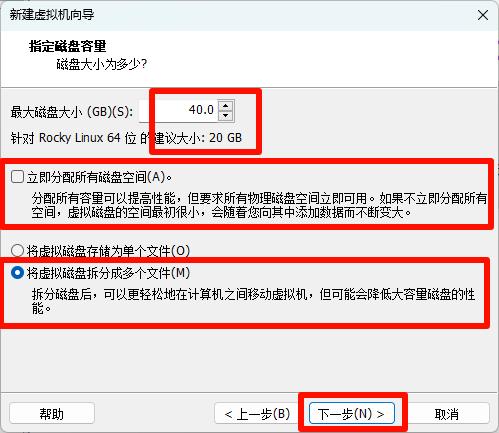 新建虚拟机向导
指定磁盘容量
磁盘大小为多少?
最大磁盘大小 (GB)(S): 40.0
针对 Rocky Linux 64 位 的建议大小: 20 GB
立即分配所有磁盘空间(A)。
分配所有容量可以提高性能，但要求所有物理磁盘空间立即可用。如果不立即分配所有
空间，虚拟磁盘的空间最初很小，会随着您向其中添加数据而不断变大。
将虚拟磁盘存储为单个文件(O)
将虚拟磁盘拆分成多个文件(M)
拆分磁盘后，可以更轻松地在计算机之间移动虚拟机，但可能会降低大容量磁盘的性
能。
帮助 < 上一步(B) 下一步(N) > 取消